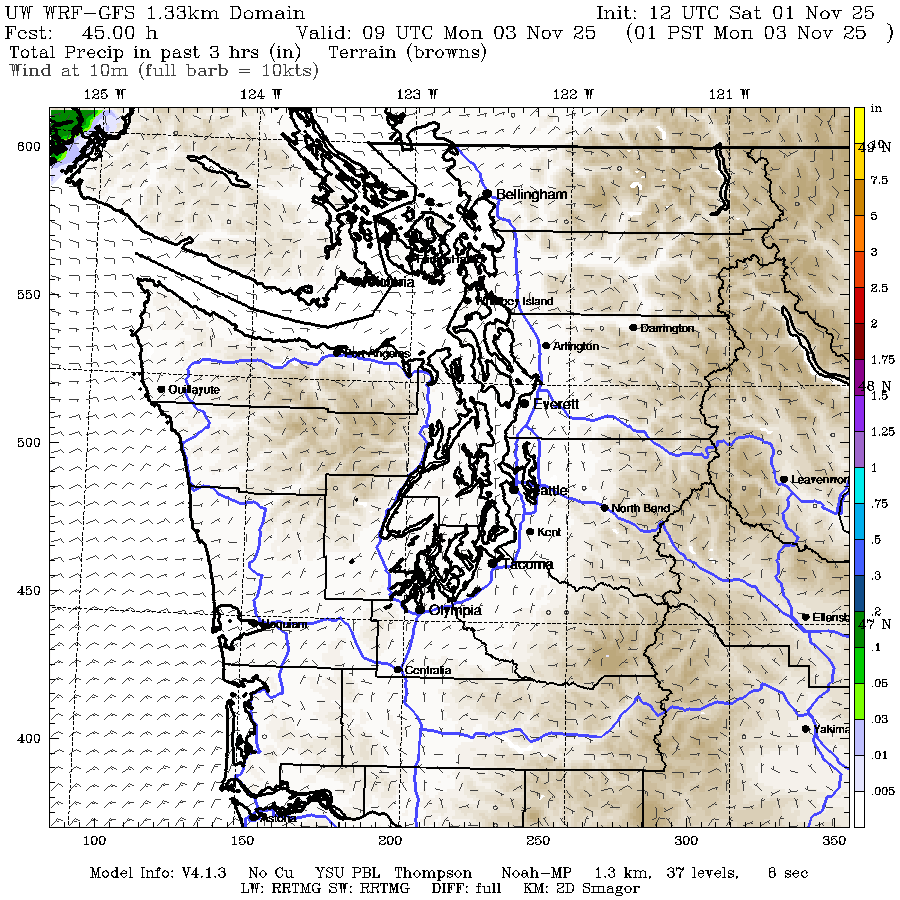 UW WRF-GFS 1.33km Domain Init: 12 UTC Sat 01 Nov 25
Fcst: 45.00 h Valid: 09 UTC Mon 03 Nov 25 (01 PST Mon 03 Nov 25 )
Total Precip in past 3 hrs (in) Terrain (browns)
Wind at 10m (full barb = 10kts)
125 W 124 W 123 W 122 W 121 W
in
600 49 N
7.5
Bellingham
5
3
Victoria
2.5
550 Whidbey Island
2
Darrington
Arlington
Port Angeles
1.75
Quillayute 48 N
1.5
Everett
1.25
500
1
Leavenwor
Seattle
.75
North Bend
Kent
.5
Tacoma
.3
450
Olympia .2
Ellensb
Hoquiam 47 N
.1
Centralia
.05
.03
Yakima
400
.01
.005
Astoria
100 150 200 250 300 350
Model Info: V4.1.3 No Cu YSU PBL Thompson Noah-MP 1.3 km, 37 levels, 8 sec
LW: RRTMG SW: RRTMG DIFF: full KM: 2D Smagor